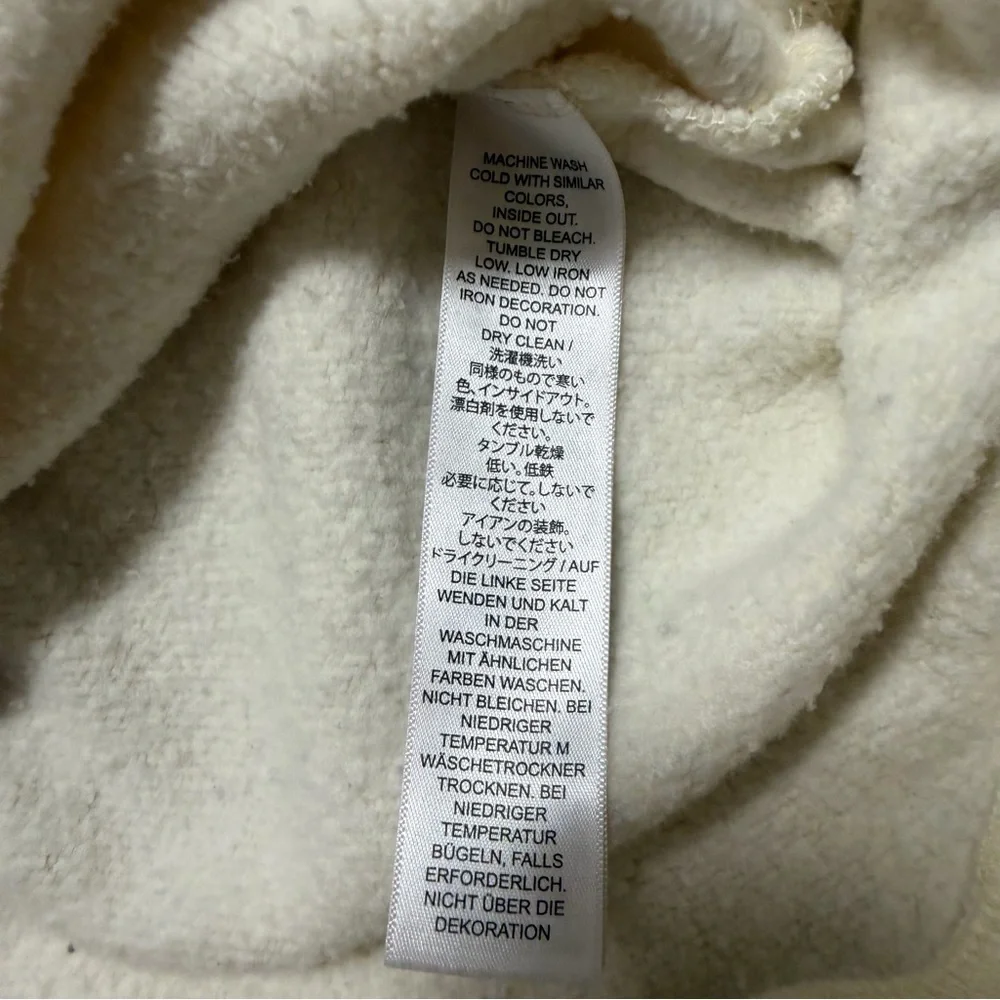 MACHINE WASH
COLD WITH SIMILAR
COLORS,
INSIDE OUT.
DO NOT BLEACH.
TUMBLE DRY
LOW. LOW IRON
AS NEEDED. DO NOT
IRON DECORATION.
DO NOT
DRY CLEAN /
洗濯機洗い
同様のもので寒い
色、インサイドアウト。
漂白剤を使用しないで
ください。
タンブル乾燥
低い。低鉄
必要に応じて。しないで
ください
アイアンの装飾。
しないでください
ドライクリーニング / AUF
DIE LINKE SEITE
WENDEN UND KALT
IN DER
WASCHMASCHINE
MIT ÄHNLICHEN
FARBEN WASCHEN.
NICHT BLEICHEN. BEI
NIEDRIGER
TEMPERATUR M
WÄSCHETROCKNER
TROCKNEN. BEI
NIEDRIGER
TEMPERATUR
BÜGELN, FALLS
ERFORDERLICH.
NICHT ÜBER DIE
DEKORATION